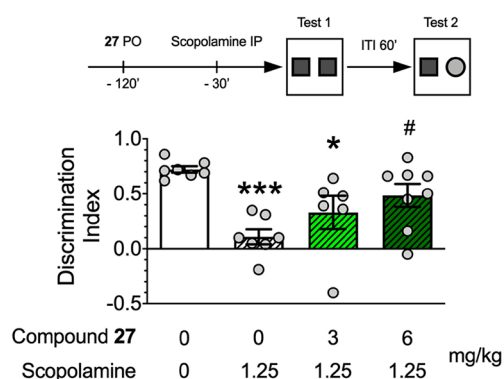 Test 1
Test 2
27 PO
Scopolamine IP
ITI 60'
- 120'
- 30'
1.0
0.5
0.0
-0.5
Discrimination
Index
***
*
#
Compound 27 0 0 3 6
mg/kg
Scopolamine 0 1.25 1.25 1.25